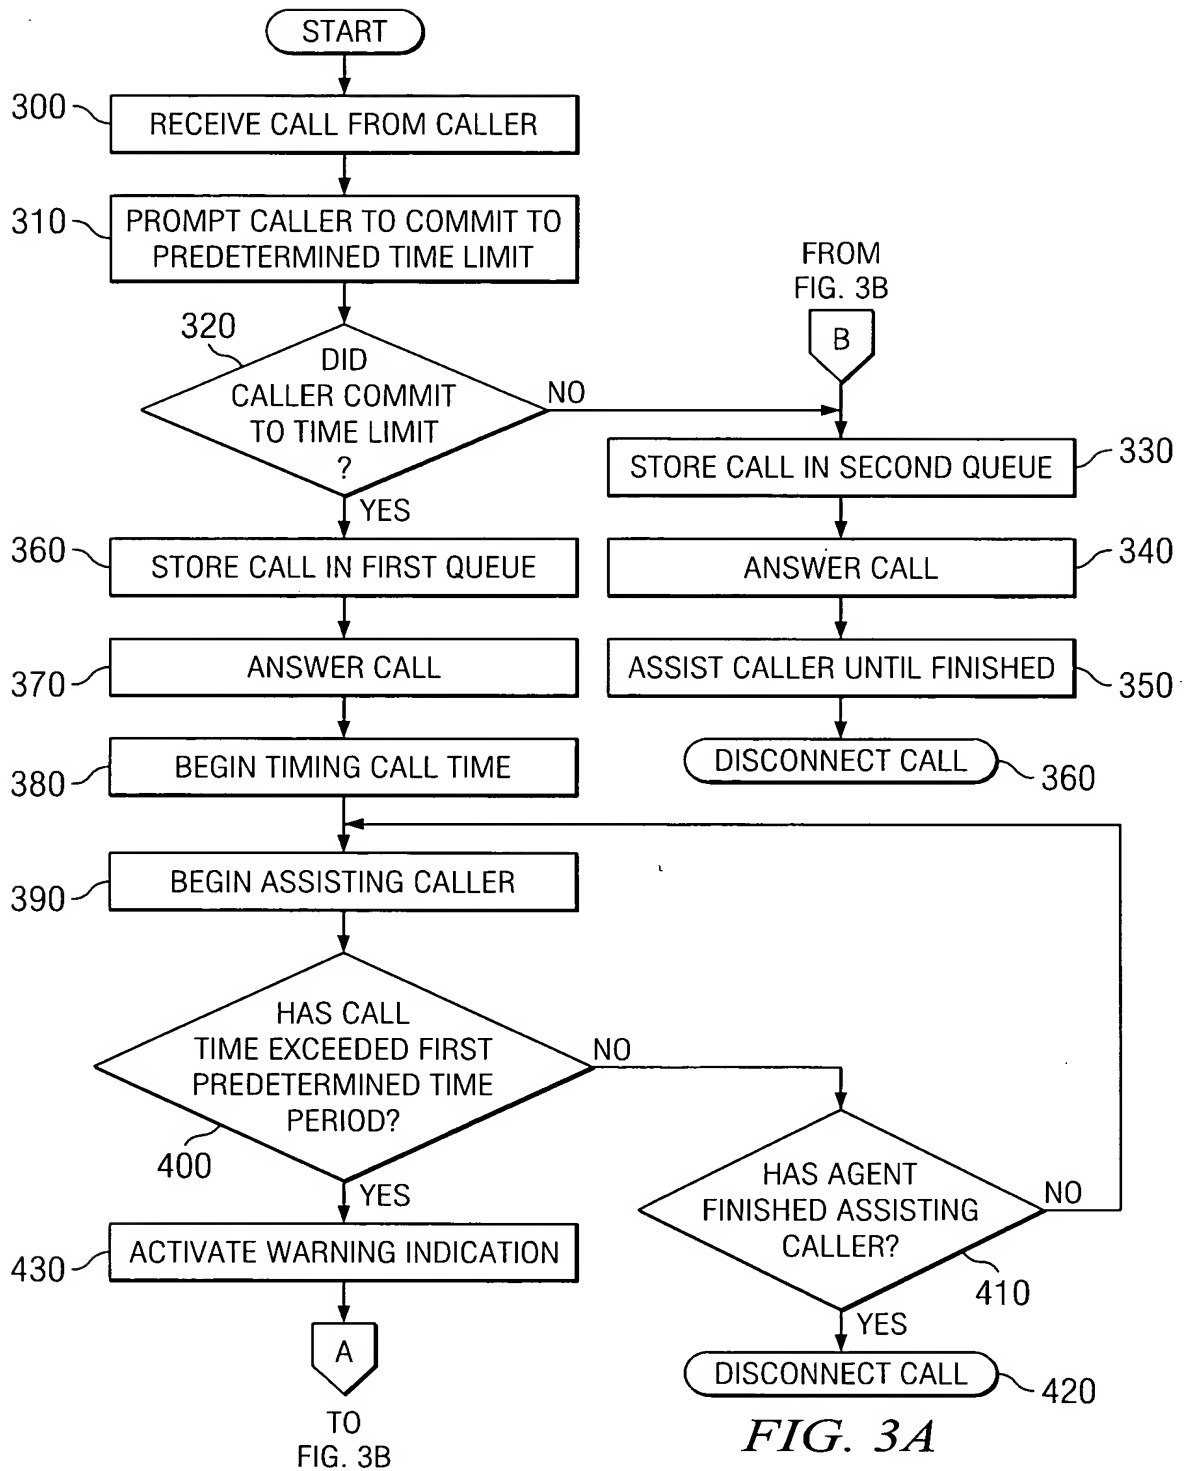 START
300
RECEIVE CALL FROM CALLER
310
PROMPT CALLER TO COMMIT TO
PREDETERMINED TIME LIMIT
320
DID
CALLER COMMIT
TO TIME LIMIT
?
NO
YES
FROM
FIG. 3B
B
STORE CALL IN SECOND QUEUE
330
ANSWER CALL
340
ASSIST CALLER UNTIL FINISHED
350
DISCONNECT CALL
360
360
STORE CALL IN FIRST QUEUE
370
ANSWER CALL
380
BEGIN TIMING CALL TIME
390
BEGIN ASSISTING CALLER
HAS CALL
TIME EXCEEDED FIRST
PREDETERMINED TIME
PERIOD?
400
NO
YES
HAS AGENT
FINISHED ASSISTING
CALLER?
410
NO
YES
DISCONNECT CALL
420
430
ACTIVATE WARNING INDICATION
A
TO
FIG. 3B
FIG. 3A